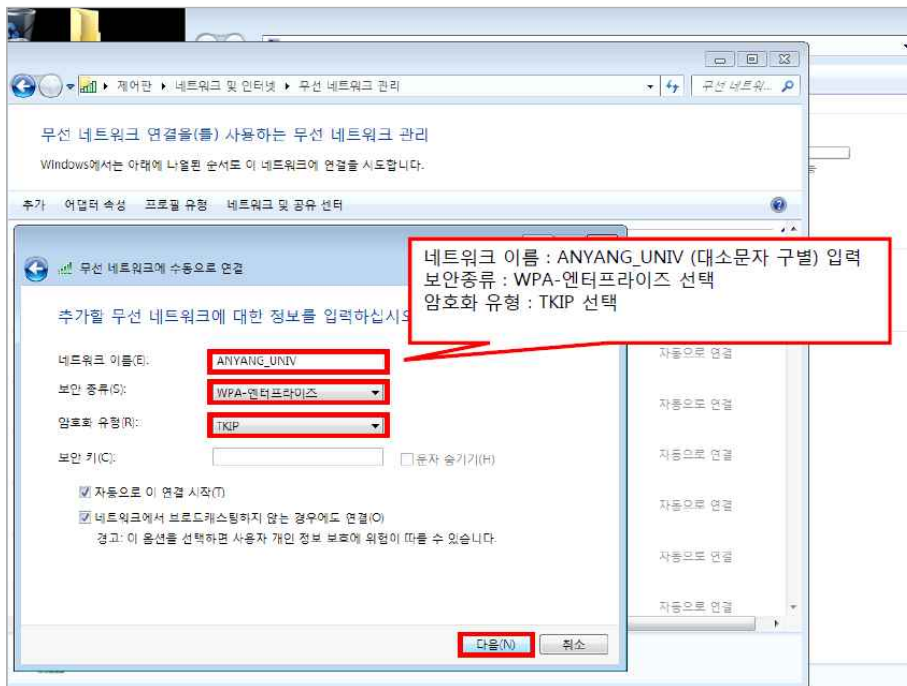 제어판 ▶ 네트워크 및 인터넷 ▶ 무선 네트워크 관리
무선 네트워...
무선 네트워크 연결을(를) 사용하는 무선 네트워크 관리
Windows에서는 아래에 나열된 순서로 이 네트워크에 연결을 시도합니다.
추가 어댑터 속성 프로필 유형 네트워크 및 공유 센터
무선 네트워크에 수동으로 연결
네트워크 이름 : ANYANG_UNIV (대소문자 구별) 입력
보안종류 : WPA-엔터프라이즈 선택
암호화 유형 : TKIP 선택
추가할 무선 네트워크에 대한 정보를 입력하십시오
네트워크 이름(E): ANYANG_UNIV
보안 종류(S): WPA-엔터프라이즈
암호화 유형(R): TKIP
보안 키(C): 문자 숨기기(H)
자동으로 이 연결 시작(T)
네트워크에서 브로드캐스팅하지 않는 경우에도 연결(O)
경고: 이 옵션을 선택하면 사용자 개인 정보 보호에 위험이 따를 수 있습니다.
자동으로 연결
자동으로 연결
자동으로 연결
자동으로 연결
자동으로 연결
자동으로 연결
다음(N) 취소